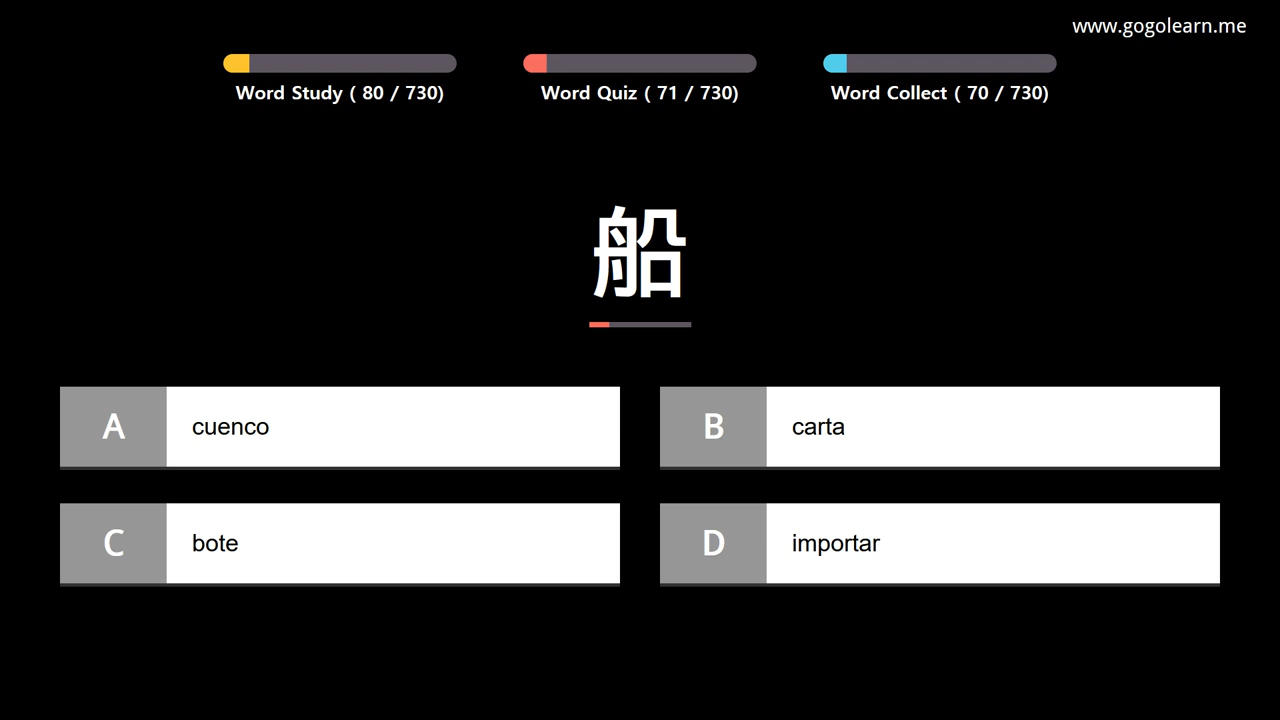 www.gogolearn.me
Word Study ( 80 / 730)
Word Quiz ( 71 / 730)
Word Collect ( 70 / 730)
船
A cuenco
B carta
C bote
D importar